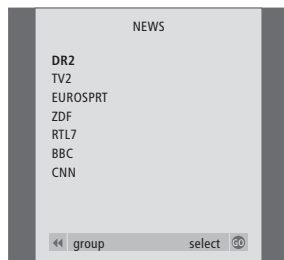 NEWS
DR2
TV2
EUROSPRT
ZDF
RTL7
BBC
CNN
group select GO